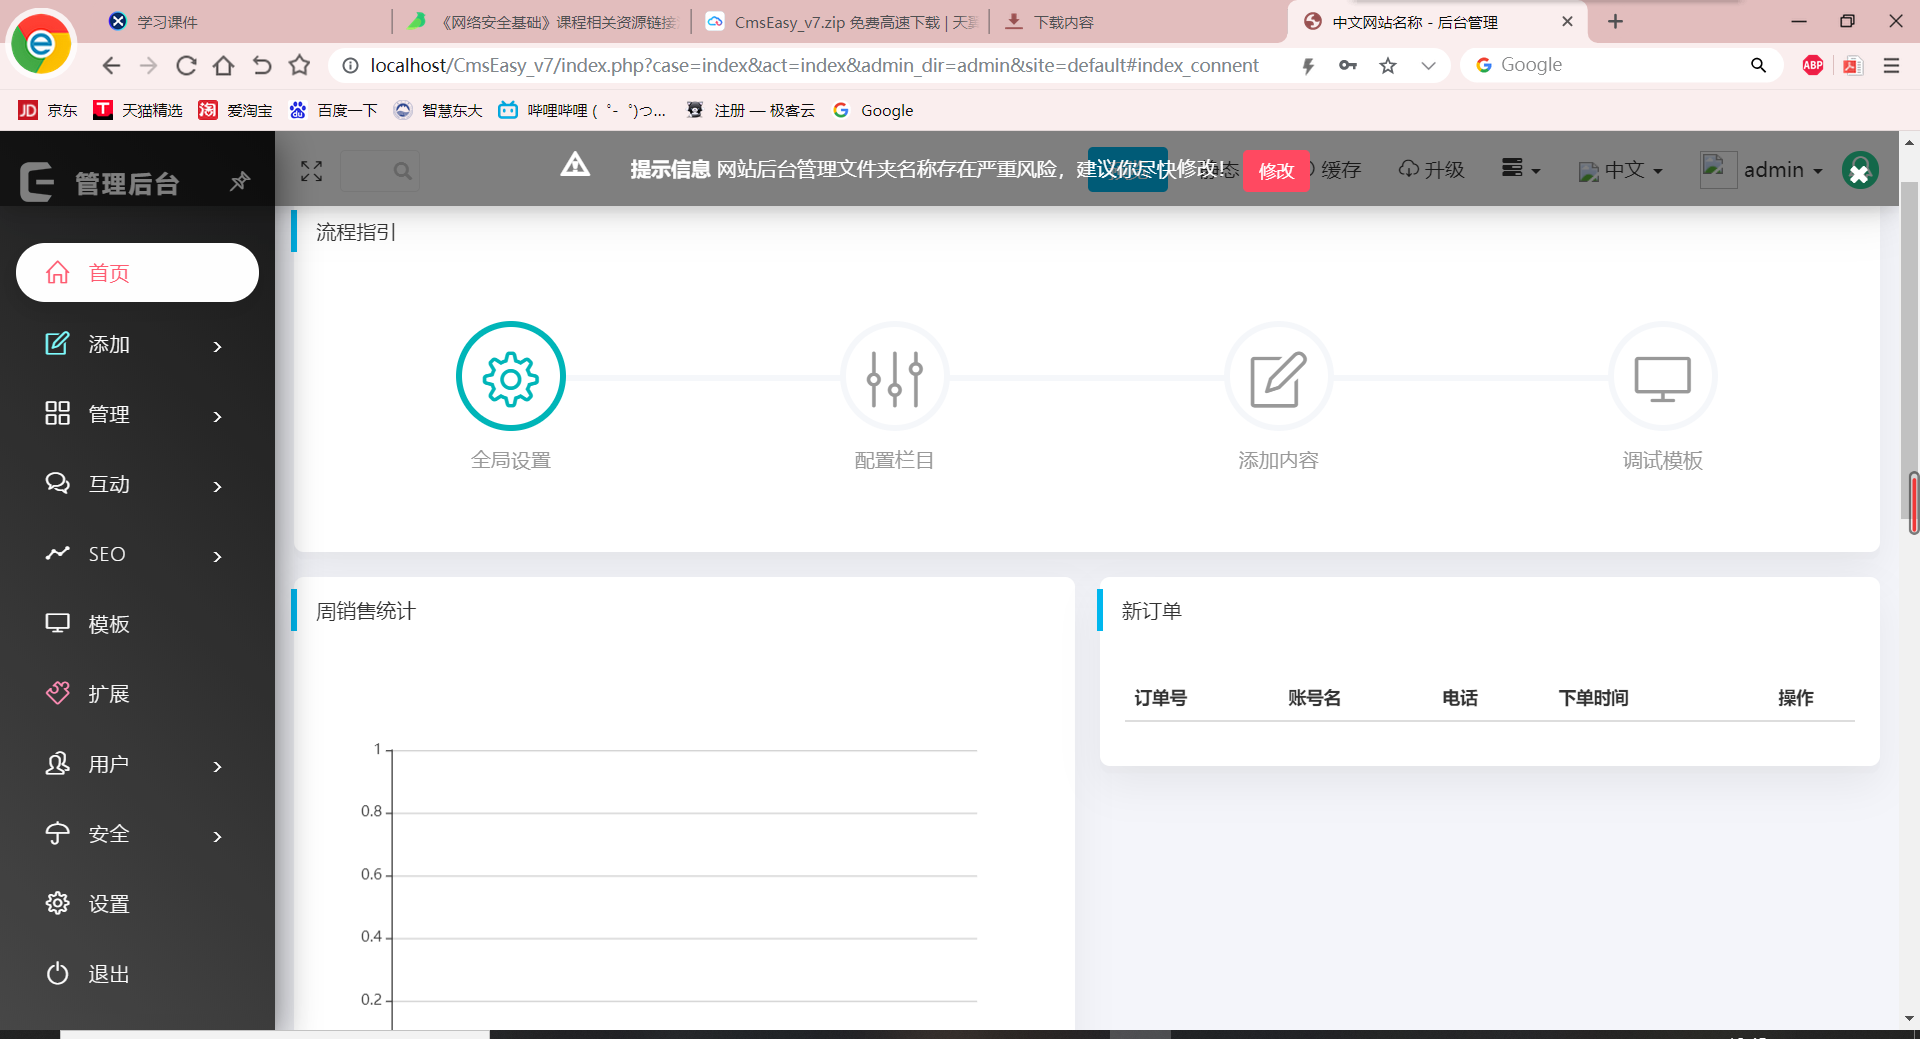 学习课件
《网络安全基础》课程相关资源链接
CmsEasy_v7.zip 免费高速下载 | 天
下载内容
中文网站名称 - 后台管理
localhost/CmsEasy_v7/index.php?case=index&act=index&admin_dir=admin&site=default#index_connent
Google
ABP
JD 京东
T 天猫精选
淘 爱淘宝
百度一下
智慧东大
哔哩哔哩 ( ゜- ゜)つ...
注册 — 极客云
Google
管理后台
提示信息 网站后台管理文件夹名称存在严重风险，建议你尽快修改！
修改
缓存
升级
中文
admin
首页
添加
管理
互动
SEO
模板
扩展
用户
安全
设置
退出
流程指引
全局设置
配置栏目
添加内容
调试模板
周销售统计
1
0.8
0.6
0.4
0.2
新订单
订单号 账号名 电话 下单时间 操作